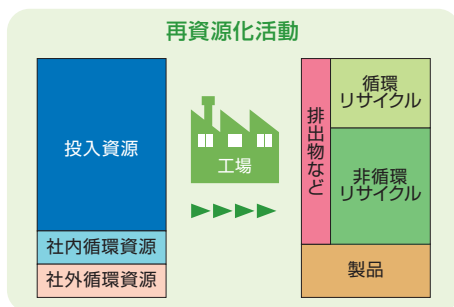 再資源化活動
投入資源
社内循環資源
社外循環資源
工場
排出物など
循環
リサイクル
非循環
リサイクル
製品